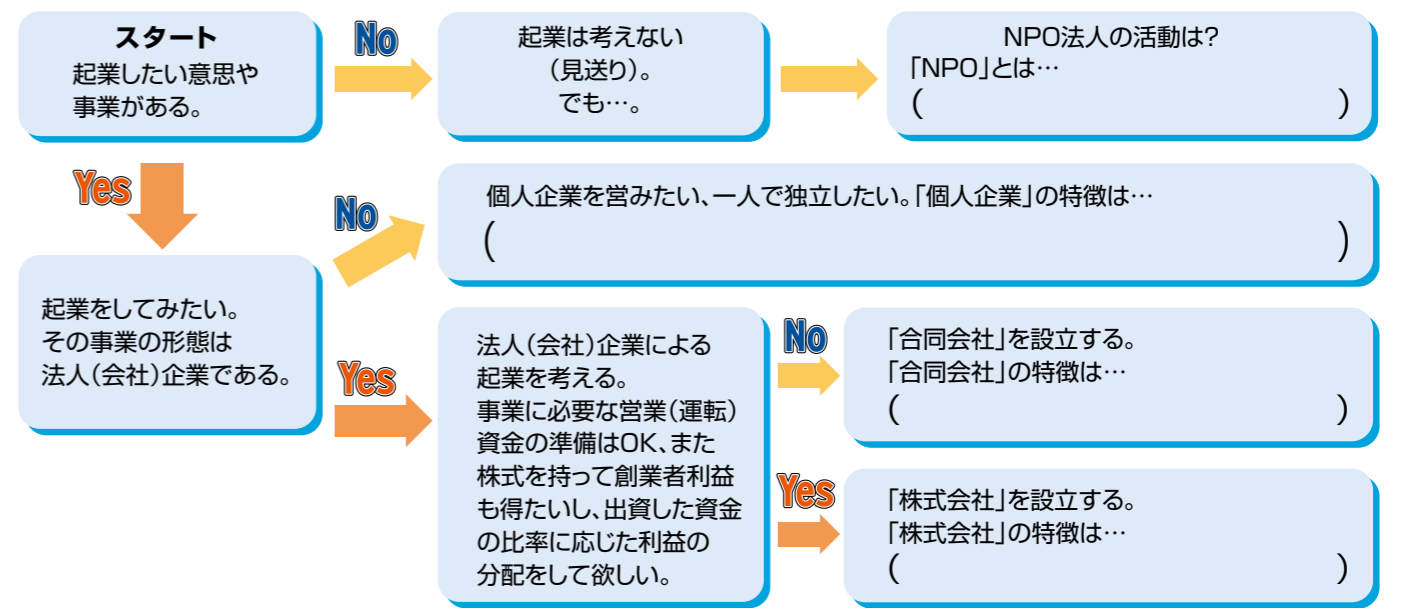 スタート
起業したい意思や
事業がある。
No
起業は考えない
(見送り)。
でも…。
NPO法人の活動は?
「NPO」とは…
(　　　)
Yes
No
個人企業を営みたい、一人で独立したい。「個人企業」の特徴は…
(　　　)
起業をしてみたい。
その事業の形態は
法人(会社)企業である。
Yes
法人(会社)企業による
起業を考える。
事業に必要な営業(運転)
資金の準備はOK、また
株式を持って創業者利益
も得たいし、出資した資金
の比率に応じた利益の
分配をして欲しい。
No
「合同会社」を設立する。
「合同会社」の特徴は…
(　　　)
Yes
「株式会社」を設立する。
「株式会社」の特徴は…
(　　　)